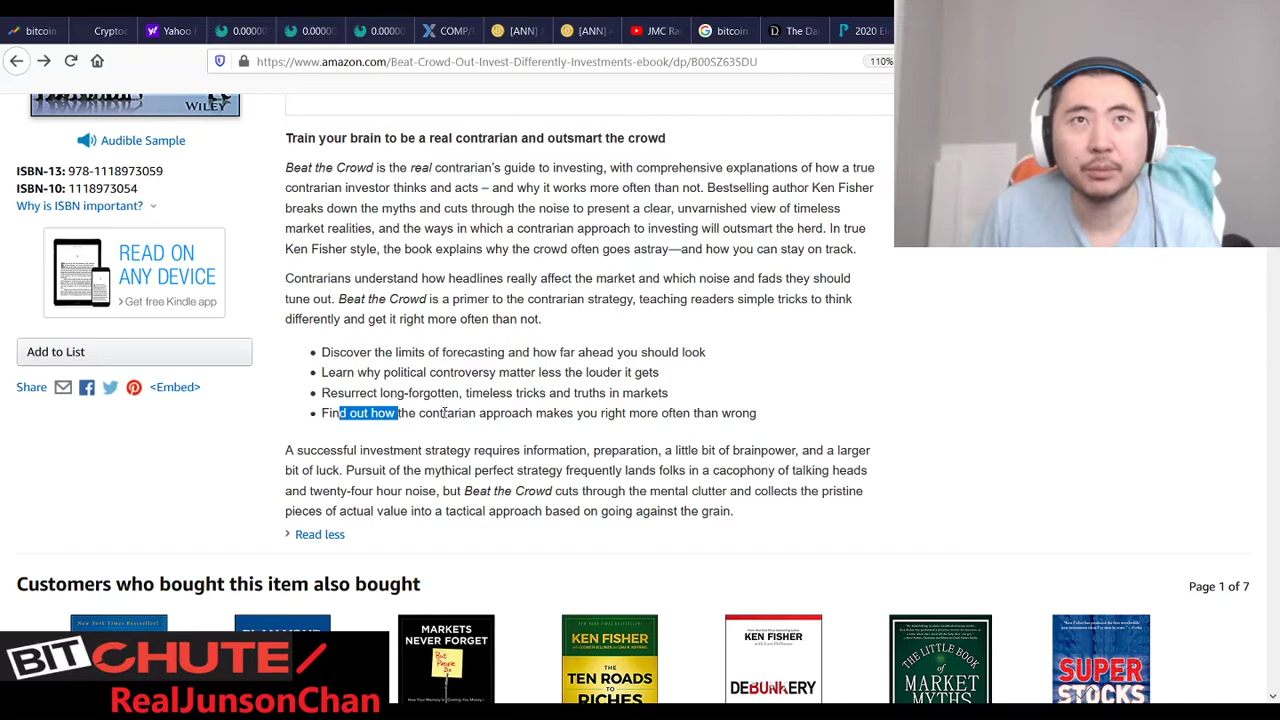 bitcoin
Cryptoc
Yahoo
0.00000
0.0000
0.0000
COMP/
[ANN]
[ANN]
JMC Ra
bitcoin
The Da
2020 Ele
https://www.amazon.com/Beat-Crowd-Out-Invest-Differently-Investments-ebook/dp/B00SZ635DU
110%
WILEY
Audible Sample
ISBN-13: 978-1118973059
ISBN-10: 1118973054
Why is ISBN important?
READ ON
ANY DEVICE
Get free Kindle app
Add to List
Share
<Embed>
Train your brain to be a real contrarian and outsmart the crowd
Beat the Crowd is the real contrarian's guide to investing, with comprehensive explanations of how a true
contrarian investor thinks and acts – and why it works more often than not. Bestselling author Ken Fisher
breaks down the myths and cuts through the noise to present a clear, unvarnished view of timeless
market realities, and the ways in which a contrarian approach to investing will outsmart the herd. In true
Ken Fisher style, the book explains why the crowd often goes astray—and how you can stay on track.
Contrarians understand how headlines really affect the market and which noise and fads they should
tune out. Beat the Crowd is a primer to the contrarian strategy, teaching readers simple tricks to think
differently and get it right more often than not.
Discover the limits of forecasting and how far ahead you should look
Learn why political controversy matter less the louder it gets
Resurrect long-forgotten, timeless tricks and truths in markets
Find out how the contrarian approach makes you right more often than wrong
A successful investment strategy requires information, preparation, a little bit of brainpower, and a larger
bit of luck. Pursuit of the mythical perfect strategy frequently lands folks in a cacophony of talking heads
and twenty-four hour noise, but Beat the Crowd cuts through the mental clutter and collects the pristine
pieces of actual value into a tactical approach based on going against the grain.
Read less
Customers who bought this item also bought
Page 1 of 7
New York Times Bestseller
MARKETS
NEVER FORGET
But
People
Do
KEN FISHER
THE
TEN ROADS
TO
RICHES
KEN FISHER
DEBUNKERY
THE LITTLE BOOK
OF
MARKET
MYTHS
SUPER
STOCKS
BITCHUTE
RealJunsonChan